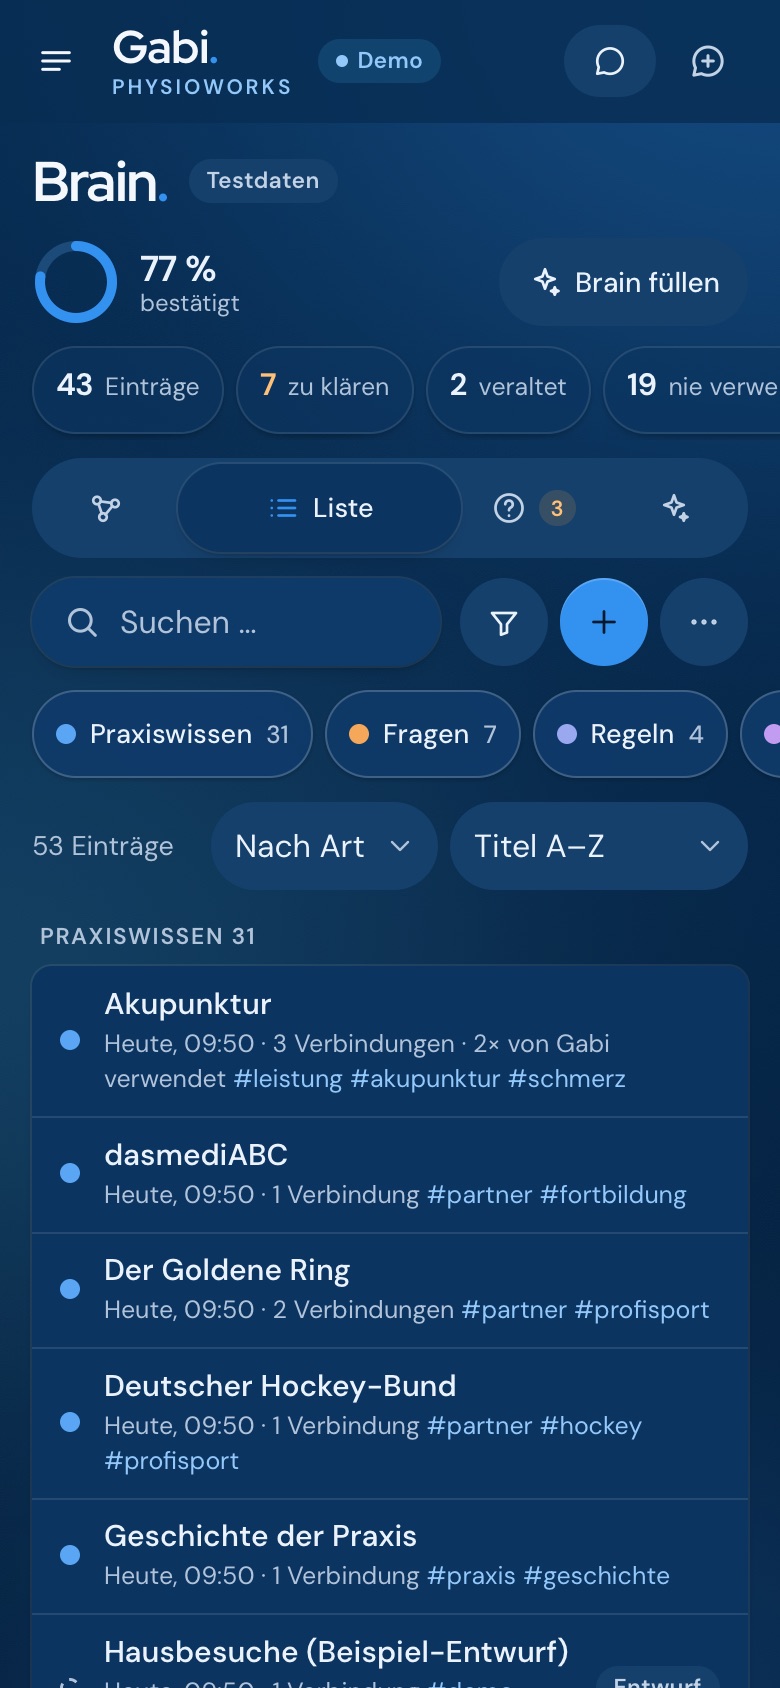 Gabi.
PHYSIOWORKS
Demo
Brain.
Testdaten
77 %
bestätigt
Brain füllen
43 Einträge
7 zu klären
2 veraltet
19 nie verwe
Liste
3
Suchen ...
Praxiswissen 31
Fragen 7
Regeln 4
53 Einträge
Nach Art
Titel A–Z
PRAXISWISSEN 31
Akupunktur
Heute, 09:50 · 3 Verbindungen · 2× von Gabi
verwendet #leistung #akupunktur #schmerz
dasmediABC
Heute, 09:50 · 1 Verbindung #partner #fortbildung
Der Goldene Ring
Heute, 09:50 · 2 Verbindungen #partner #profisport
Deutscher Hockey-Bund
Heute, 09:50 · 1 Verbindung #partner #hockey
#profisport
Geschichte der Praxis
Heute, 09:50 · 1 Verbindung #praxis #geschichte
Hausbesuche (Beispiel-Entwurf)
Entwurf